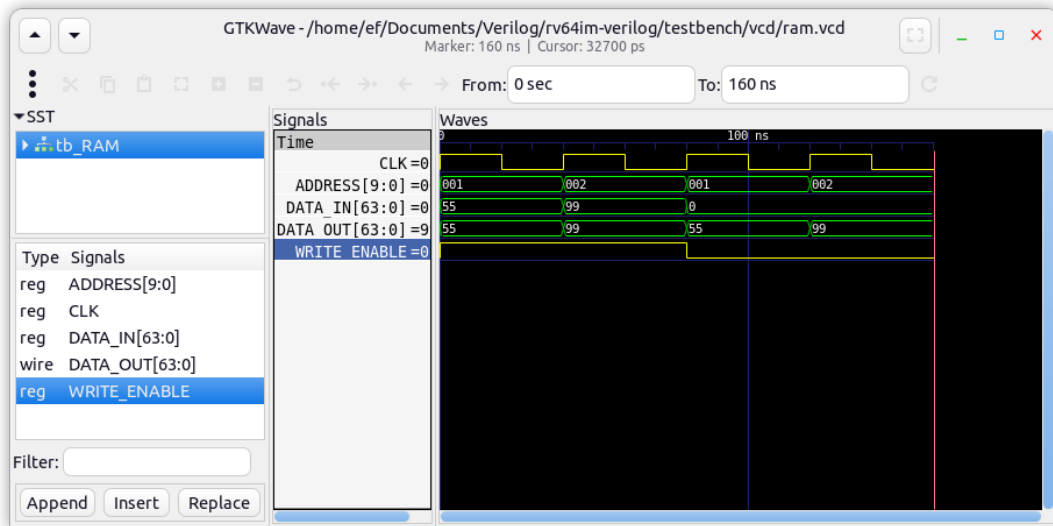 GTKWave - /home/ef/Documents/Verilog/rv64im-verilog/testbench/vcd/ram.vcd
Marker: 160 ns | Cursor: 32700 ps
From: 0 sec To: 160 ns
SST
tb_RAM
Type Signals
reg ADDRESS[9:0]
reg CLK
reg DATA_IN[63:0]
wire DATA_OUT[63:0]
reg WRITE_ENABLE
Filter:
Append Insert Replace
Signals
Time
CLK =0
ADDRESS[9:0] =0
DATA_IN[63:0] =0
DATA_OUT[63:0] =9
WRITE_ENABLE =0
Waves
0 100 ns
001 002 001 002
55 99 0
55 99 55 99